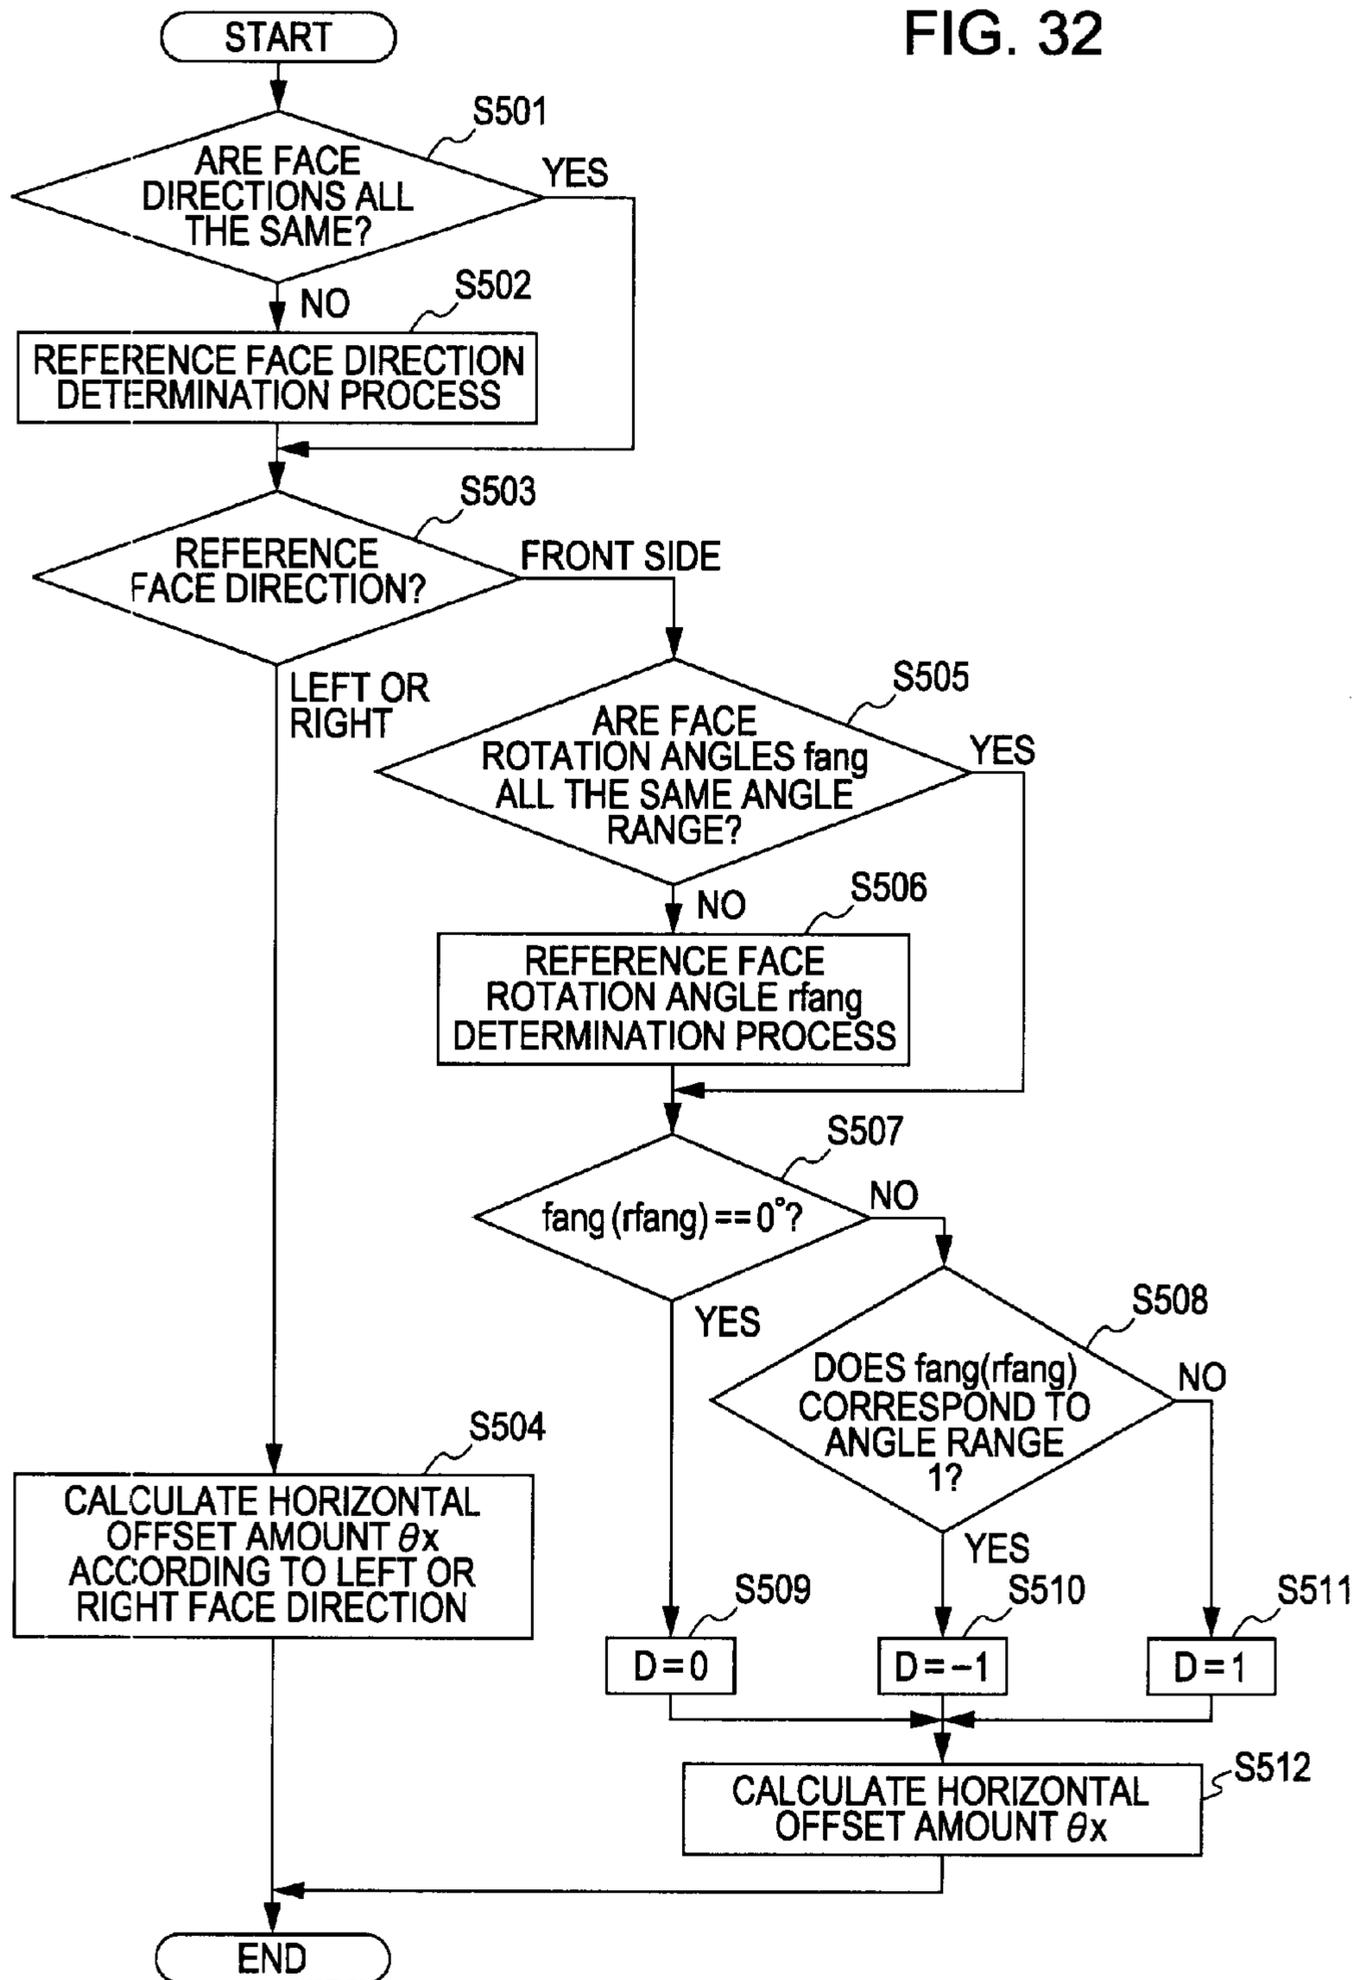 FIG. 32
START
S501
ARE FACE
DIRECTIONS ALL
THE SAME?
YES
NO
S502
REFERENCE FACE DIRECTION
DETERMINATION PROCESS
S503
REFERENCE
FACE DIRECTION?
FRONT SIDE
LEFT OR
RIGHT
S505
ARE FACE
ROTATION ANGLES fang
ALL THE SAME ANGLE
RANGE?
YES
NO
S506
REFERENCE FACE
ROTATION ANGLE rfang
DETERMINATION PROCESS
S507
fang (rfang) == 0°?
NO
YES
S508
DOES fang(rfang)
CORRESPOND TO
ANGLE RANGE
1?
NO
YES
S504
CALCULATE HORIZONTAL
OFFSET AMOUNT θx
ACCORDING TO LEFT OR
RIGHT FACE DIRECTION
S509
D=0
S510
D=−1
S511
D=1
S512
CALCULATE HORIZONTAL
OFFSET AMOUNT θx
END